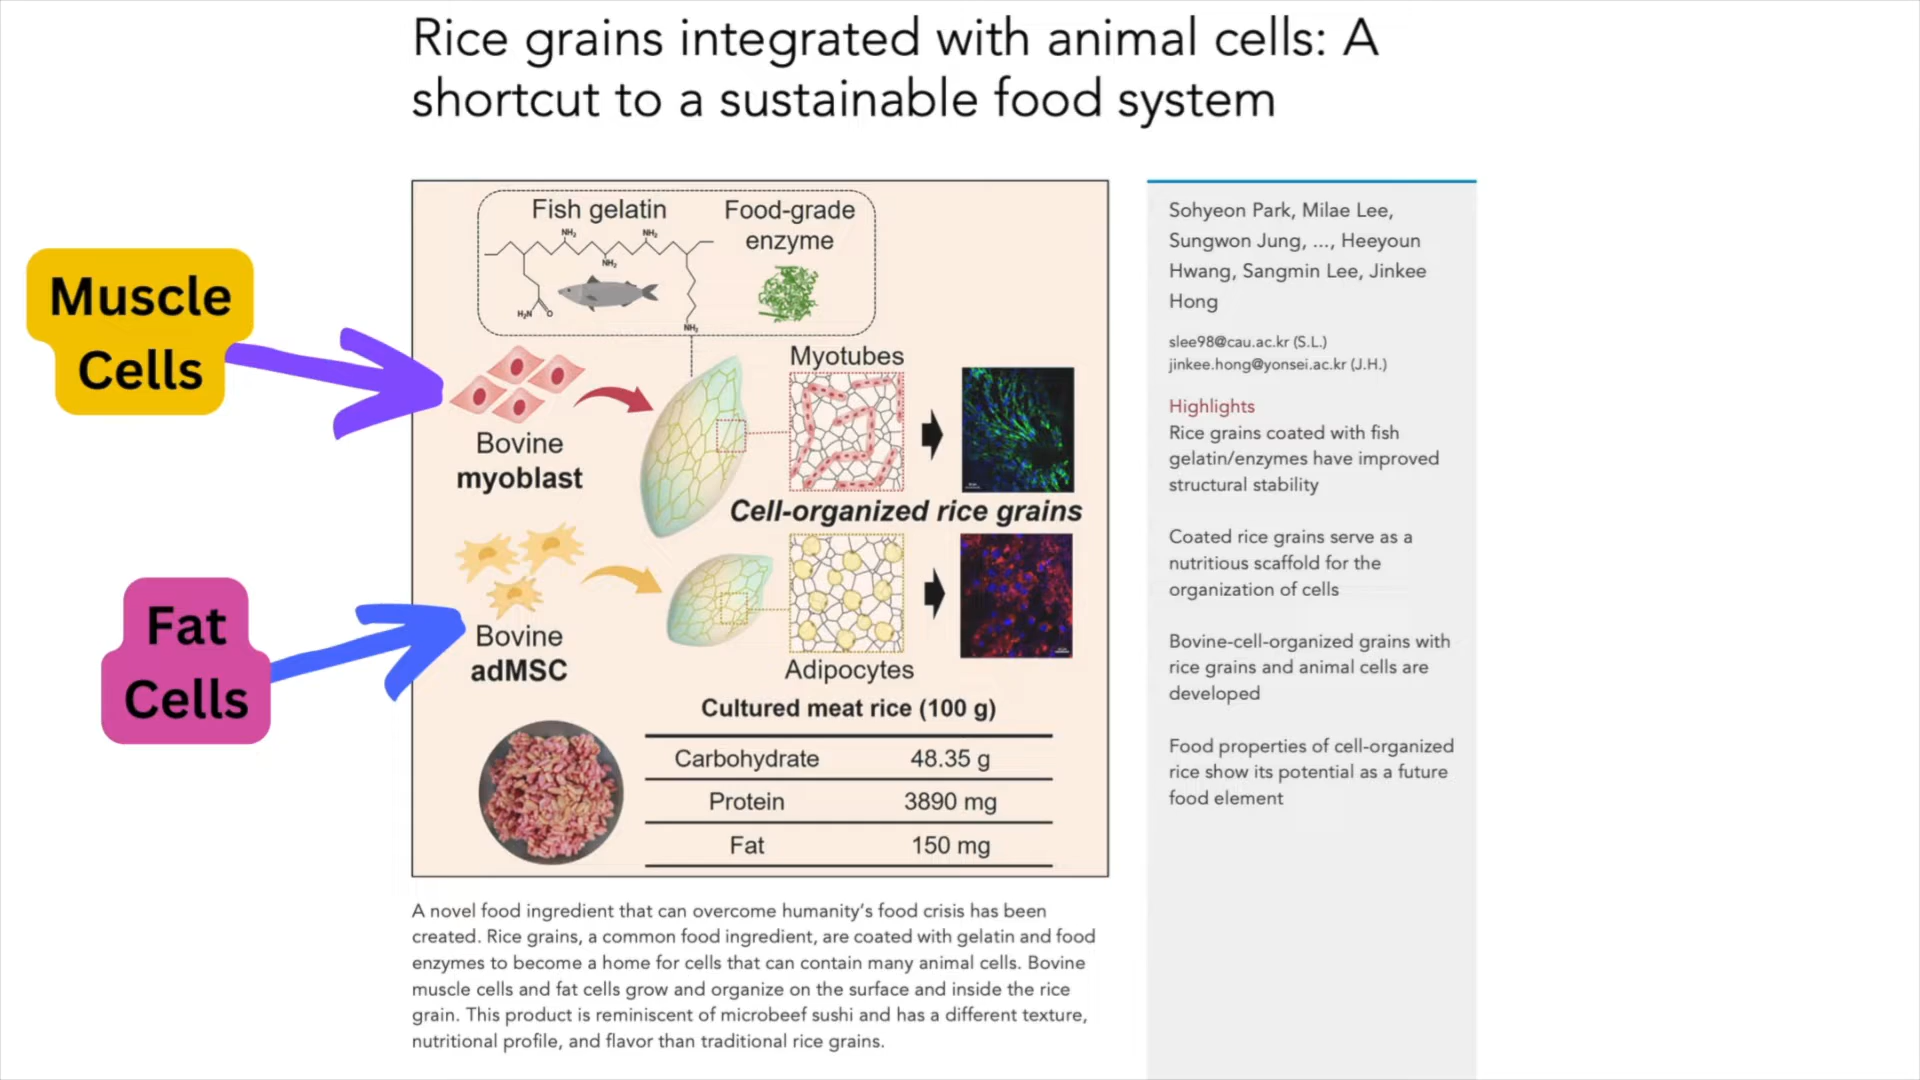 Rice grains integrated with animal cells: A
shortcut to a sustainable food system
Muscle
Cells
Fat
Cells
Fish gelatin
Food-grade
enzyme
NH₂
NH₂
NH₂
H₂N
O
NH₂
Bovine
myoblast
Myotubes
Cell-organized rice grains
Bovine
adMSC
Adipocytes
Cultured meat rice (100 g)
Carbohydrate 48.35 g
Protein 3890 mg
Fat 150 mg
A novel food ingredient that can overcome humanity's food crisis has been
created. Rice grains, a common food ingredient, are coated with gelatin and food
enzymes to become a home for cells that can contain many animal cells. Bovine
muscle cells and fat cells grow and organize on the surface and inside the rice
grain. This product is reminiscent of microbeef sushi and has a different texture,
nutritional profile, and flavor than traditional rice grains.
Sohyeon Park, Milae Lee,
Sungwon Jung, ..., Heeyoun
Hwang, Sangmin Lee, Jinkee
Hong
slee98@cau.ac.kr (S.L.)
jinkee.hong@yonsei.ac.kr (J.H.)
Highlights
Rice grains coated with fish
gelatin/enzymes have improved
structural stability
Coated rice grains serve as a
nutritious scaffold for the
organization of cells
Bovine-cell-organized grains with
rice grains and animal cells are
developed
Food properties of cell-organized
rice show its potential as a future
food element